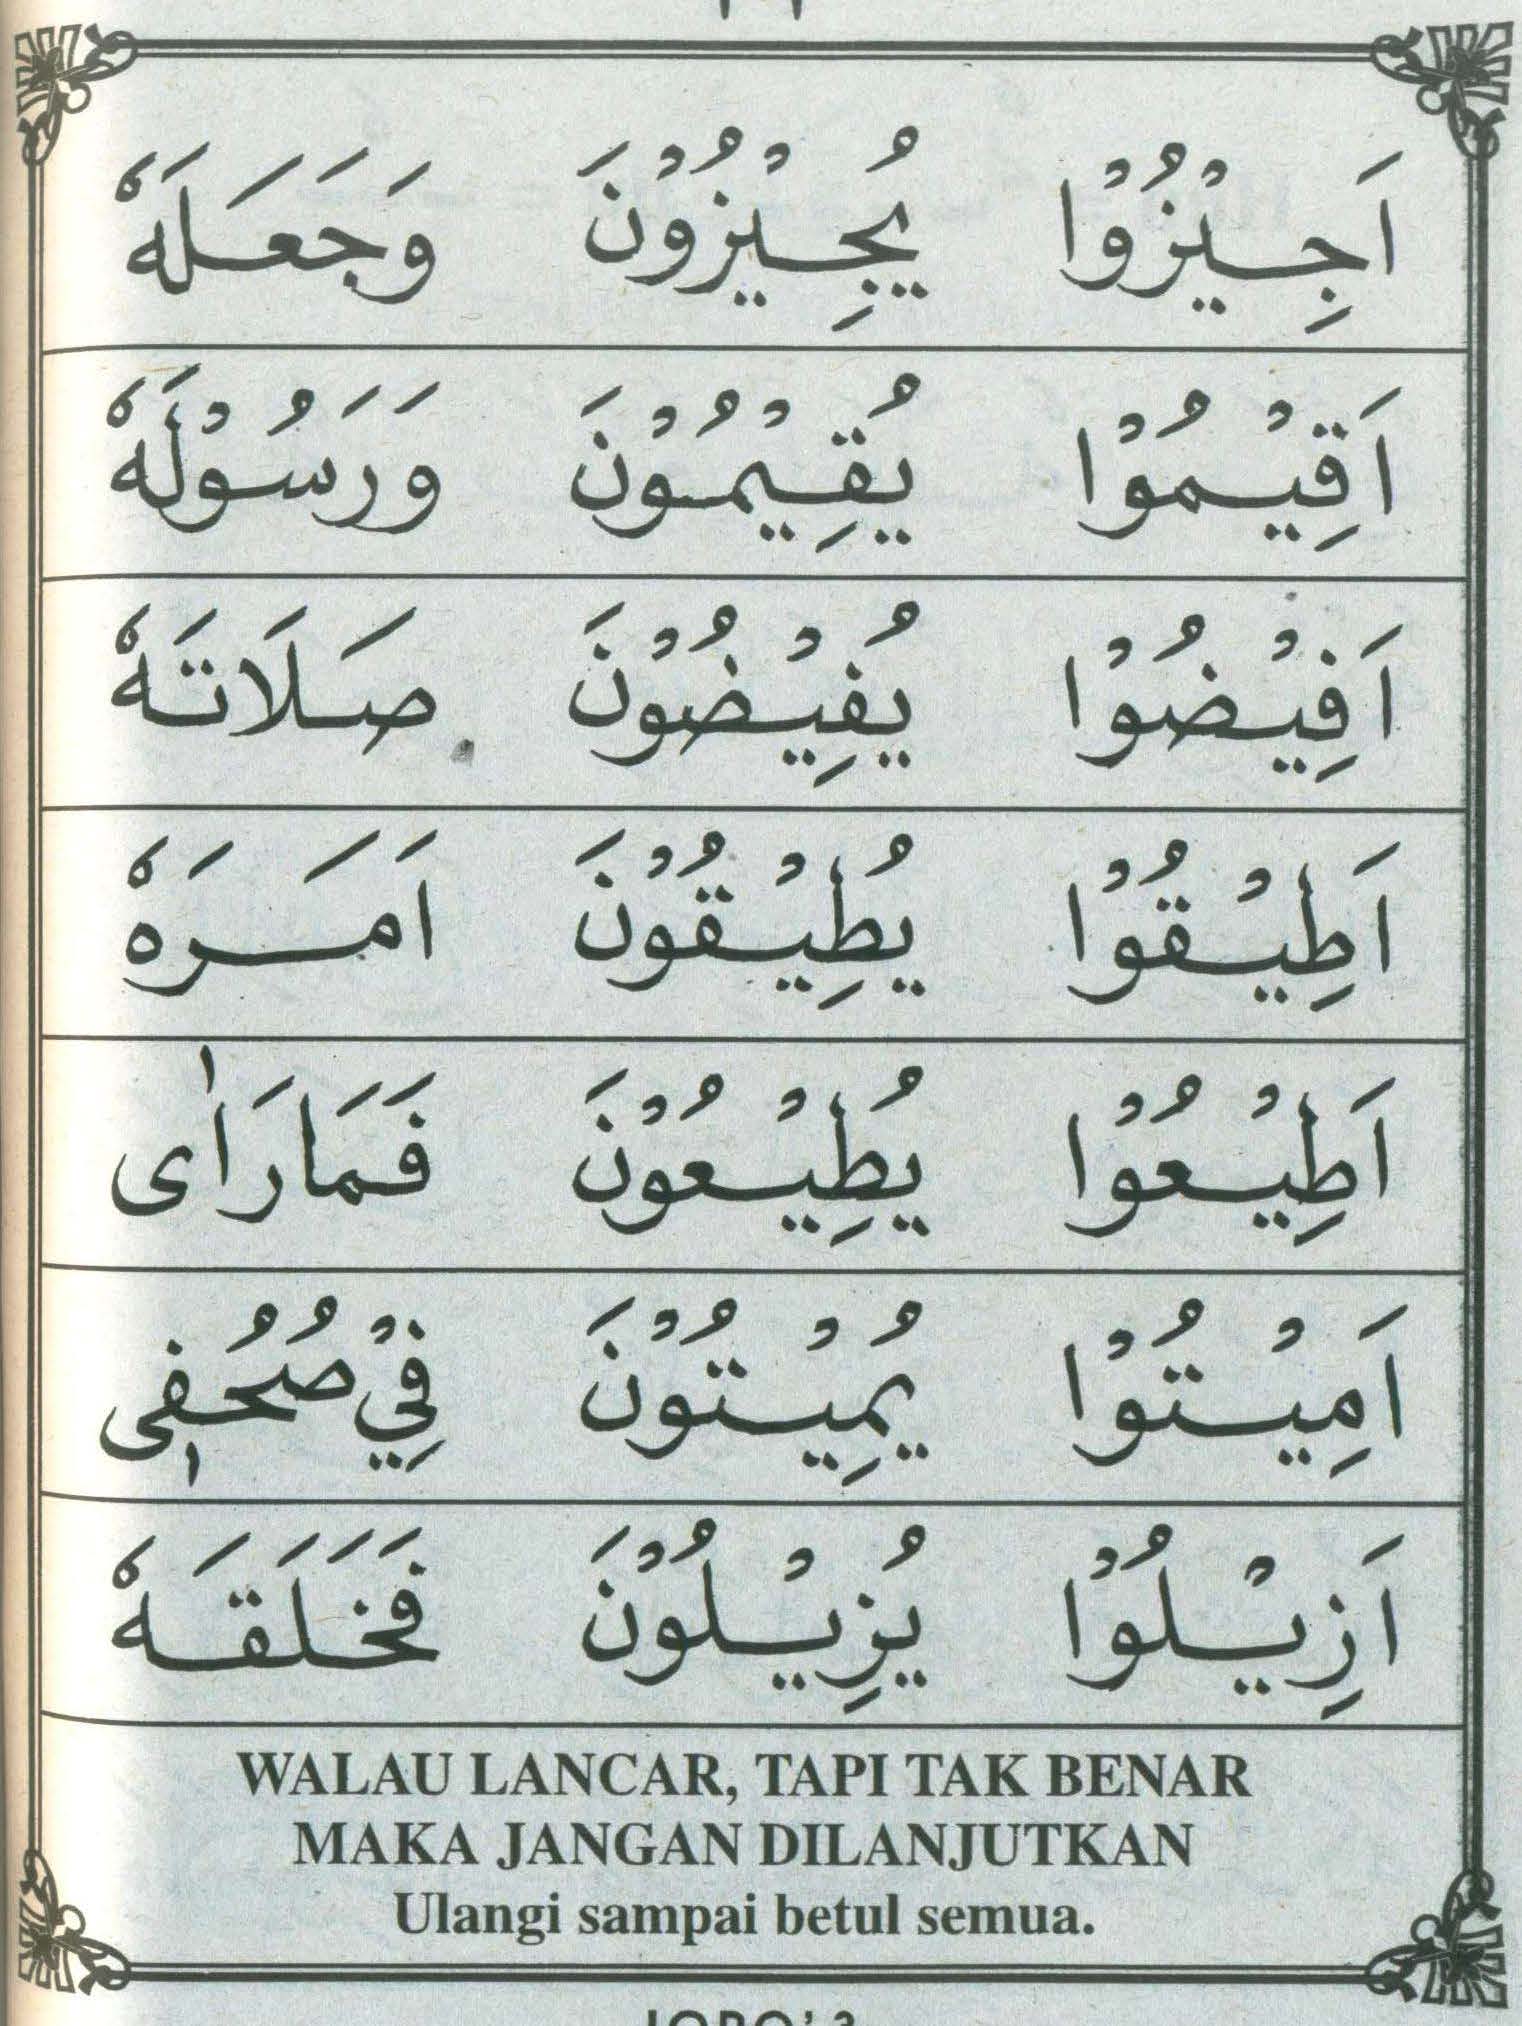 اَجِيْزُوْا يُجِيْزُوْنَ وَجَعَلَهٗ
اَقِيْمُوْا يُقِيْمُوْنَ وَرَسُوْلَهٗ
اَفِيْضُوْا يُفِيْضُوْنَ صَلَاتَهٗ
اَطِيْقُوْا يُطِيْقُوْنَ اَمَرَهٗ
اَطِيْعُوْا يُطِيْعُوْنَ فَمَارَاٰى
اَمِيْتُوْا يُمِيْتُوْنَ فِيْ صُحُفِىٖ
اَزِيْلُوْا يُزِيْلُوْنَ فَخَلَقَهٗ
WALAU LANCAR, TAPI TAK BENAR
MAKA JANGAN DILANJUTKAN
Ulangi sampai betul semua.